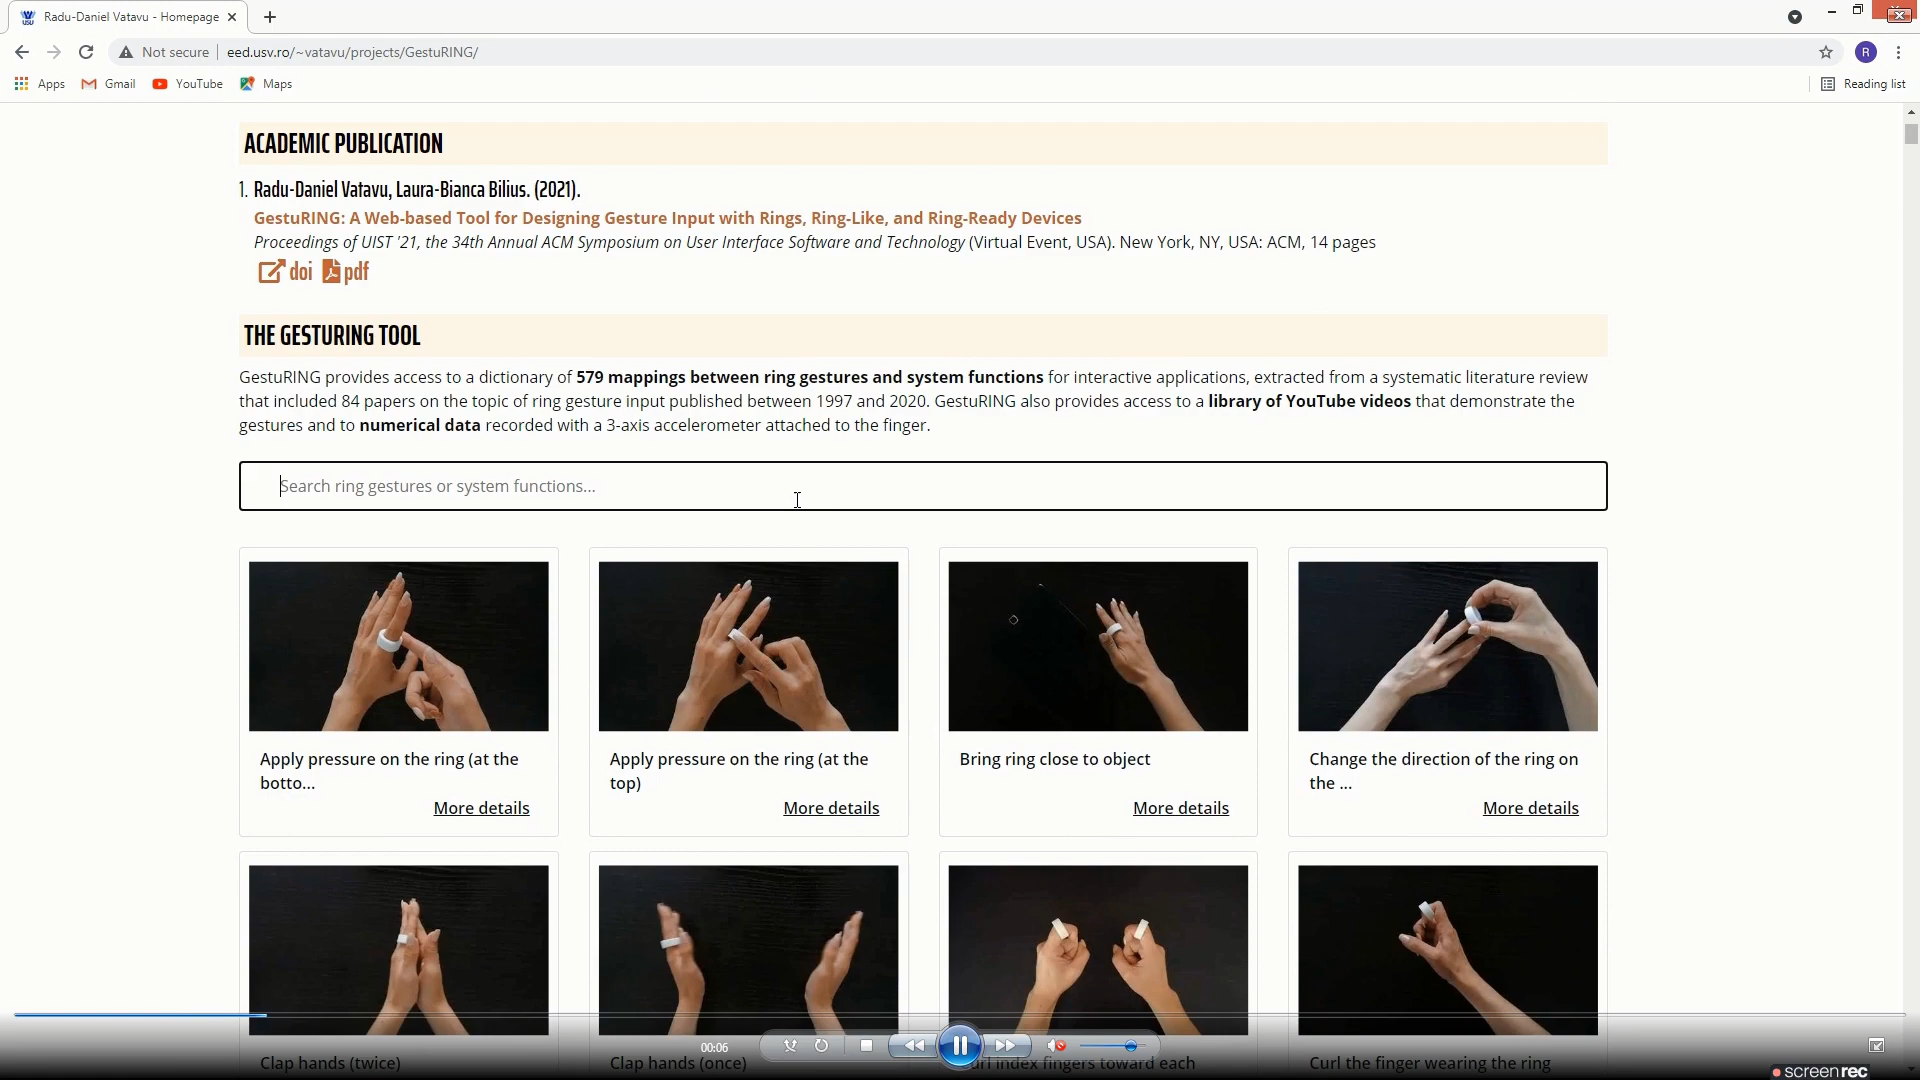 Radu-Daniel Vatavu - Homepage
Not secure
eed.usv.ro/~vatavu/projects/GestuRING/
R
Apps
Gmail
YouTube
Maps
Reading list
ACADEMIC PUBLICATION
1. Radu-Daniel Vatavu, Laura-Bianca Bilius. (2021).
GestuRING: A Web-based Tool for Designing Gesture Input with Rings, Ring-Like, and Ring-Ready Devices
Proceedings of UIST '21, the 34th Annual ACM Symposium on User Interface Software and Technology (Virtual Event, USA). New York, NY, USA: ACM, 14 pages
doi pdf
THE GESTURING TOOL
GestuRING provides access to a dictionary of 579 mappings between ring gestures and system functions for interactive applications, extracted from a systematic literature review
that included 84 papers on the topic of ring gesture input published between 1997 and 2020. GestuRING also provides access to a library of YouTube videos that demonstrate the
gestures and to numerical data recorded with a 3-axis accelerometer attached to the finger.
Search ring gestures or system functions...
Apply pressure on the ring (at the
botto...
More details
Apply pressure on the ring (at the
top)
More details
Bring ring close to object
More details
Change the direction of the ring on
the ...
More details
Clap hands (twice)
Clap hands (once)
index fingers toward each
Curl the finger wearing the ring
00:06
screenrec